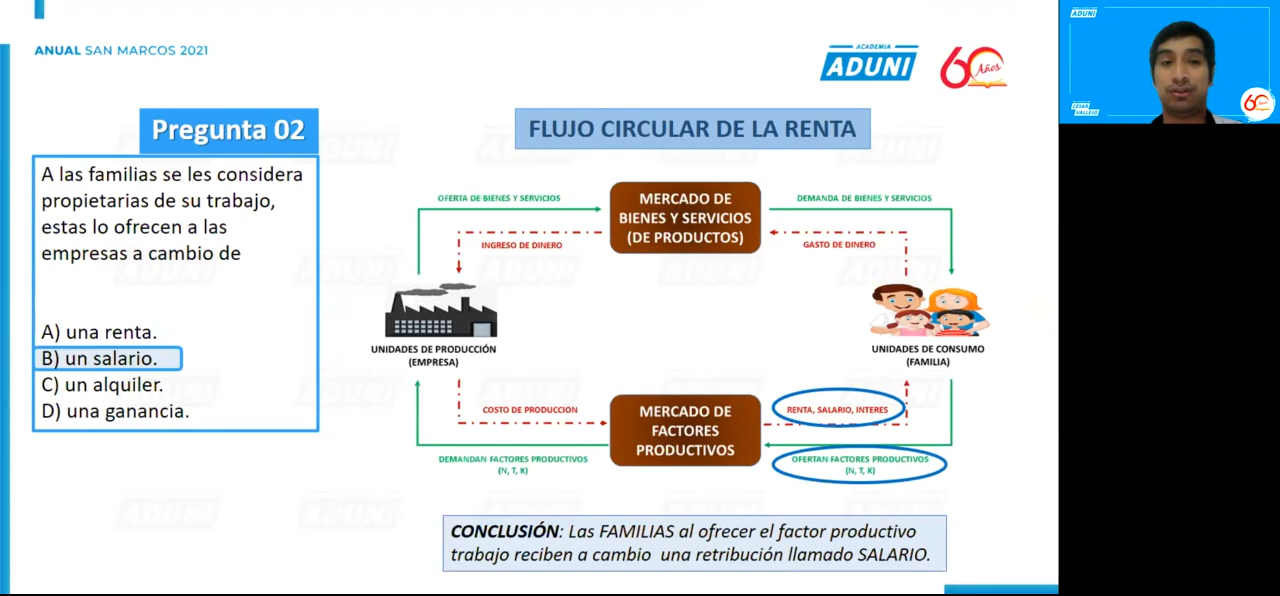 ANUAL SAN MARCOS 2021
ACADEMIA
ADUNI
60 Años
Pregunta 02
A las familias se les considera
propietarias de su trabajo,
estas lo ofrecen a las
empresas a cambio de
A) una renta.
B) un salario.
C) un alquiler.
D) una ganancia.
FLUJO CIRCULAR DE LA RENTA
OFERTA DE BIENES Y SERVICIOS
MERCADO DE
BIENES Y SERVICIOS
(DE PRODUCTOS)
DEMANDA DE BIENES Y SERVICIOS
INGRESO DE DINERO
GASTO DE DINERO
UNIDADES DE PRODUCCIÓN
(EMPRESA)
UNIDADES DE CONSUMO
(FAMILIA)
COSTO DE PRODUCCION
MERCADO DE
FACTORES
PRODUCTIVOS
RENTA, SALARIO, INTERES
DEMANDAN FACTORES PRODUCTIVOS
(N, T, K)
OFERTAN FACTORES PRODUCTIVOS
(N, T, K)
CONCLUSIÓN: Las FAMILIAS al ofrecer el factor productivo
trabajo reciben a cambio una retribución llamado SALARIO.
ADUNI
CESAR
VALLEJO
60